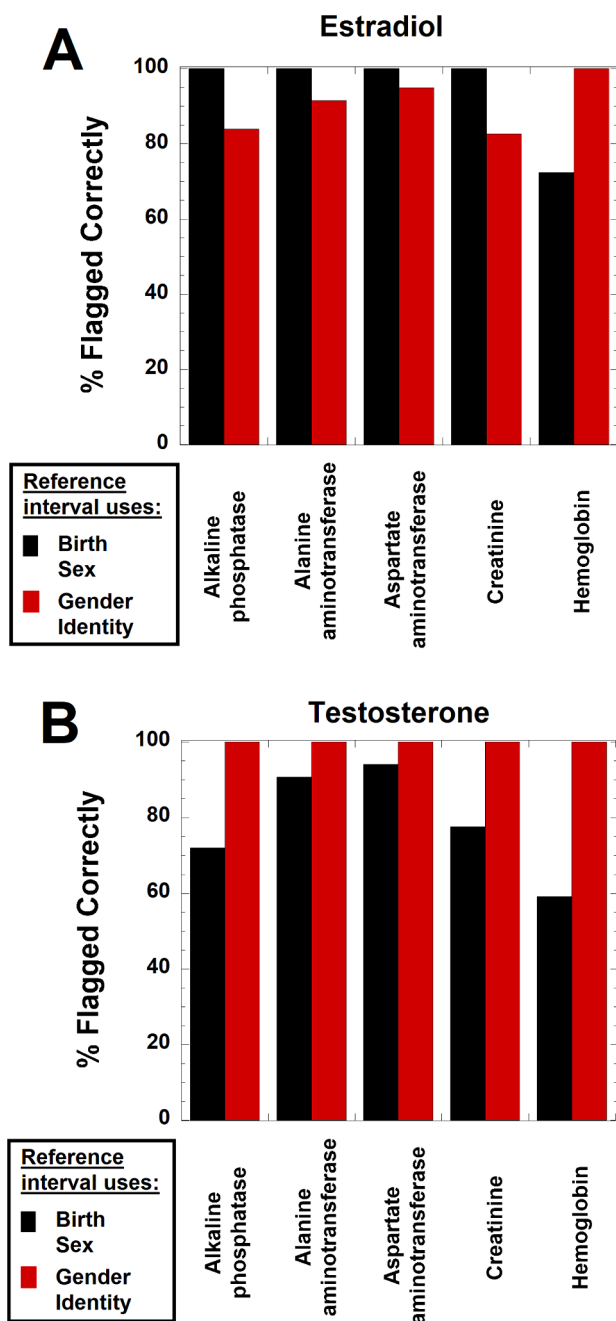 A
Estradiol
% Flagged Correctly
100
80
60
40
20
0
Reference
interval uses:
Birth
Sex
Gender
Identity
Alkaline
phosphatase
Alanine
aminotransferase
Aspartate
aminotransferase
Creatinine
Hemoglobin
B
Testosterone
% Flagged Correctly
100
80
60
40
20
0
Reference
interval uses:
Birth
Sex
Gender
Identity
Alkaline
phosphatase
Alanine
aminotransferase
Aspartate
aminotransferase
Creatinine
Hemoglobin